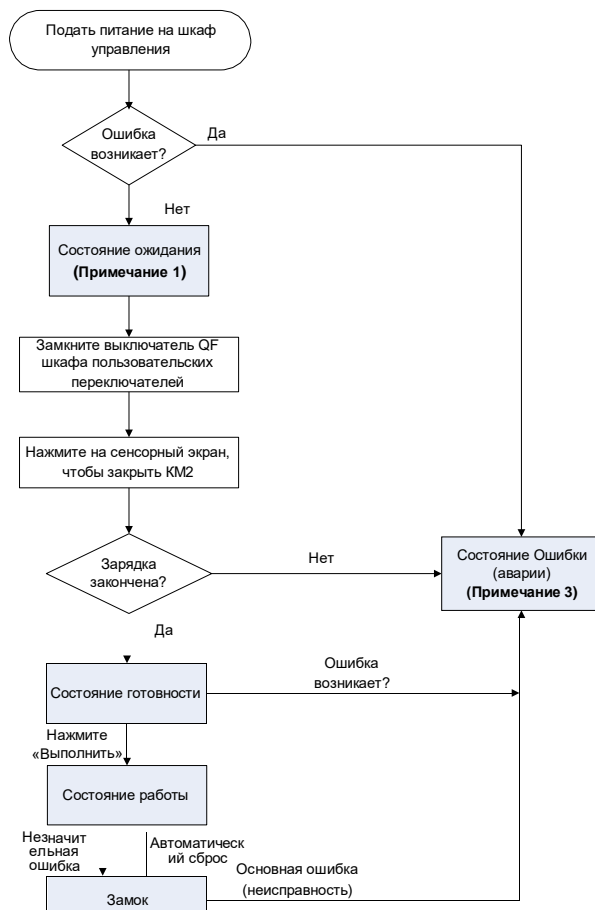 Подать питание на шкаф
управления
Ошибка
возникает?
Да
Нет
Состояние ожидания
(Примечание 1)
Замкните выключатель QF
шкафа пользовательских
переключателей
Нажмите на сенсорный экран,
чтобы закрыть КМ2
Зарядка
закончена?
Нет
Состояние Ошибки
(аварии)
(Примечание 3)
Да
Ошибка
возникает?
Состояние готовности
Нажмите
«Выполнить»
Состояние работы
Незначит
ельная
ошибка
Автоматическ
ий сброс
Основная ошибка
(неисправность)
Замок